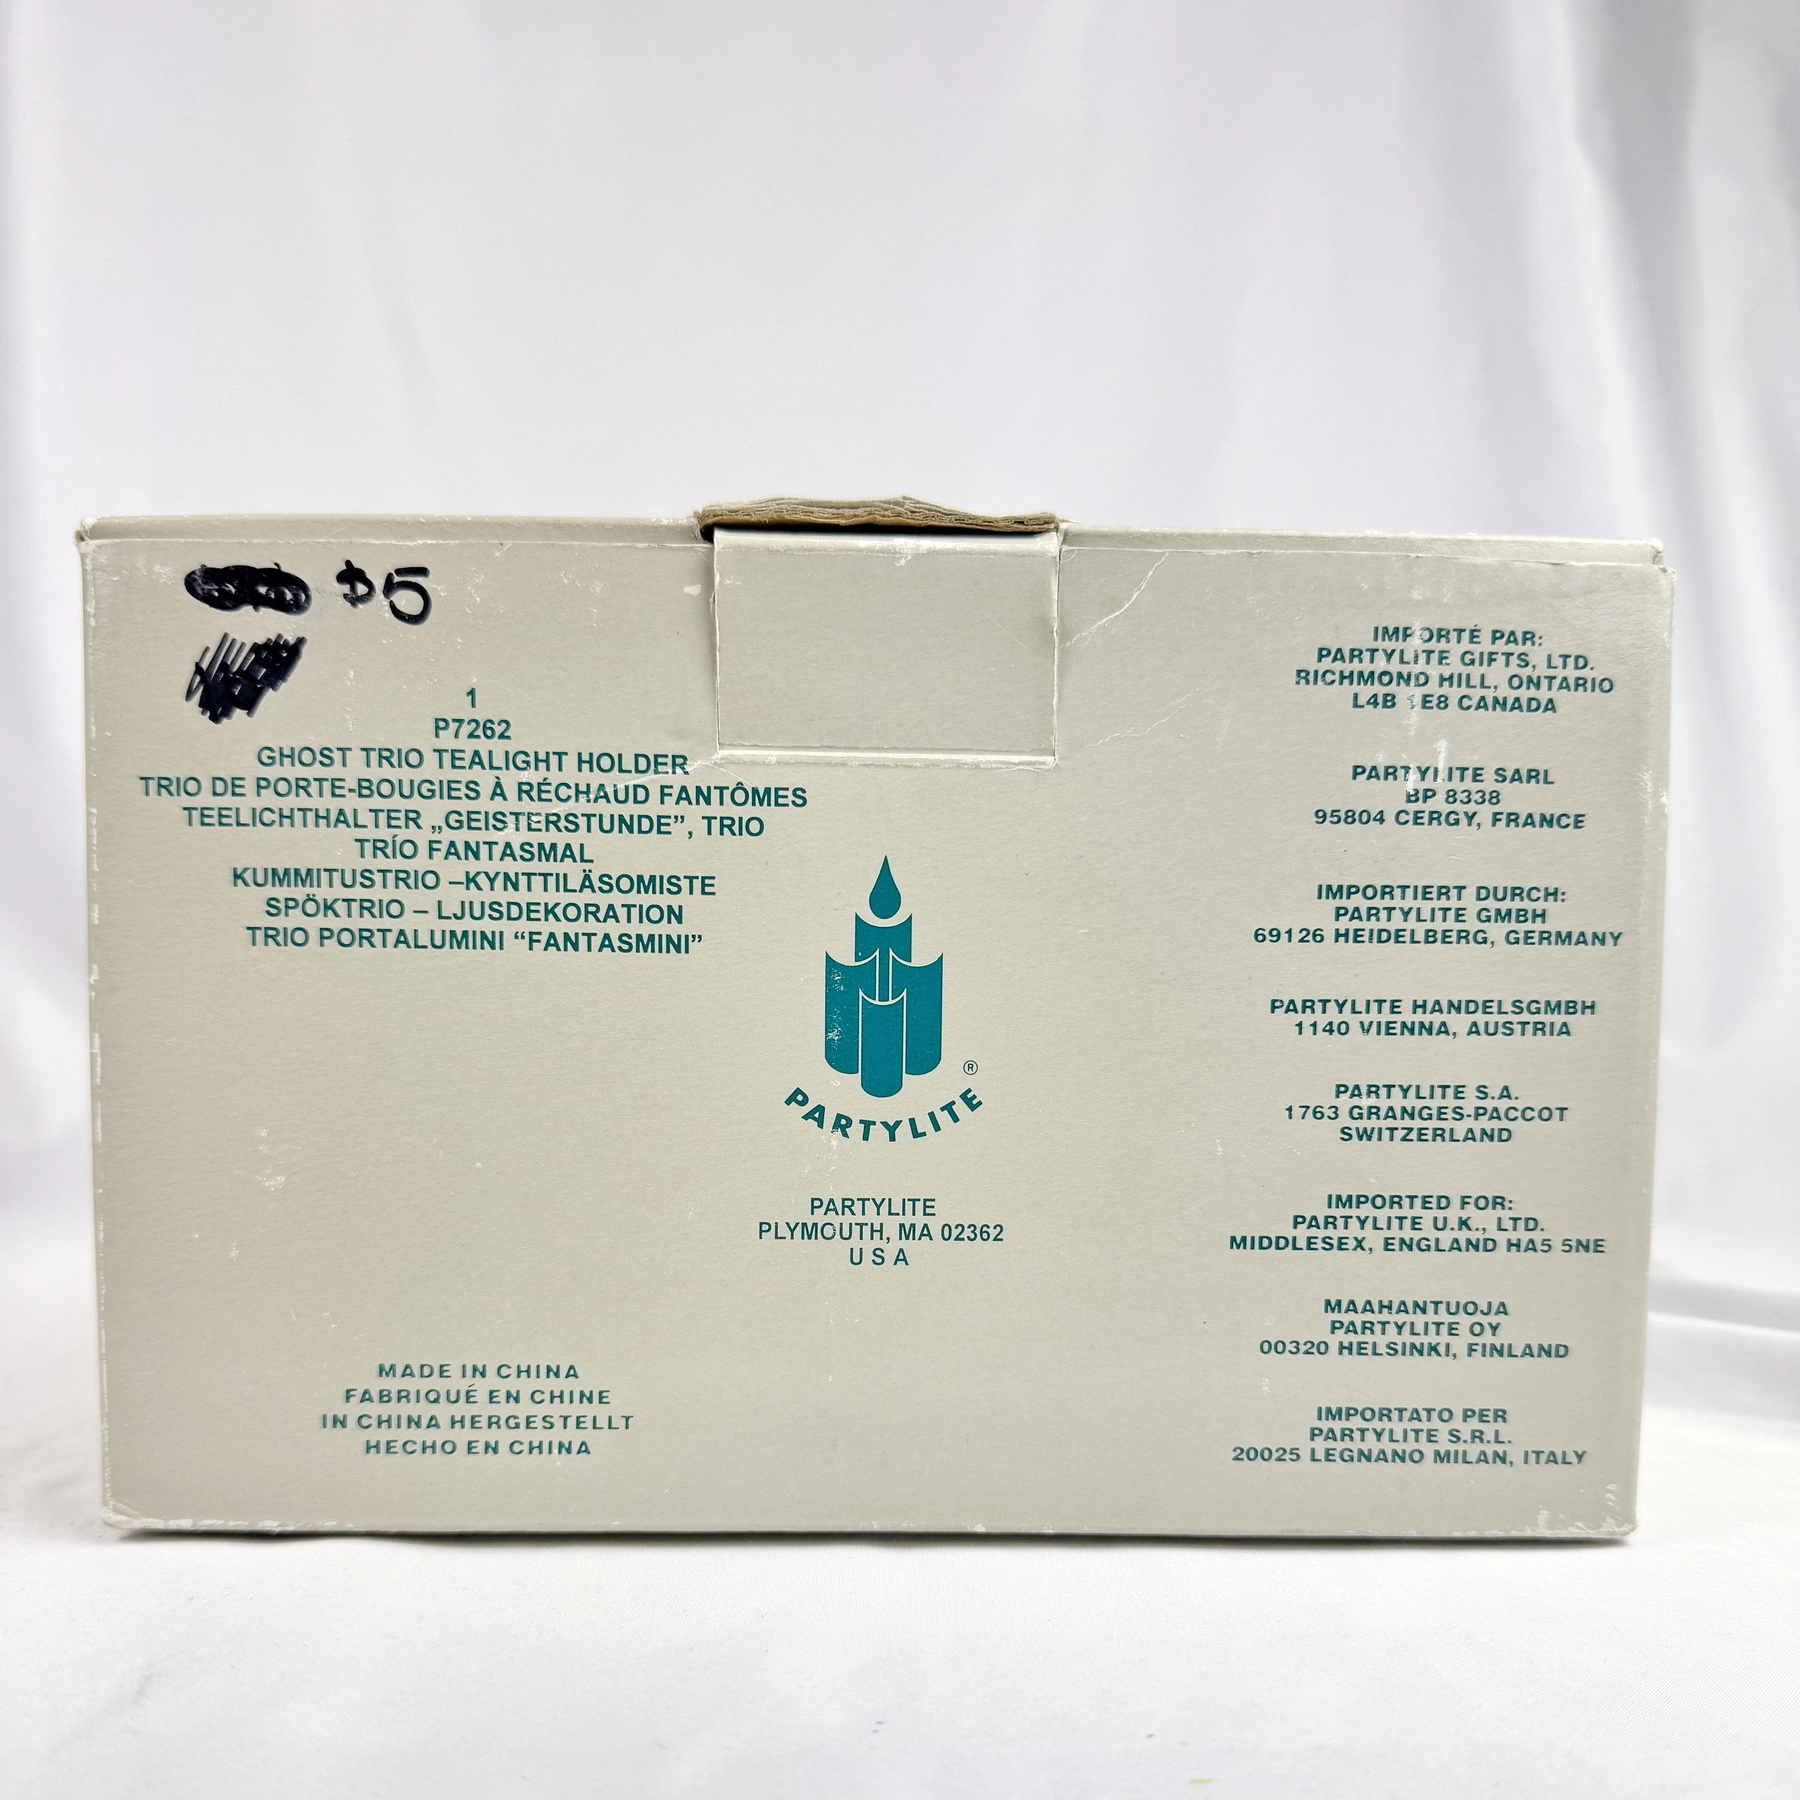 $5
1
P7262
GHOST TRIO TEALIGHT HOLDER
TRIO DE PORTE-BOUGIES À RÉCHAUD FANTÔMES
TEELICHTHALTER „GEISTERSTUNDE”, TRIO
TRÍO FANTASMAL
KUMMITUSTRIO –KYNTTILÄSOMISTE
SPÖKTRIO – LJUSDEKORATION
TRIO PORTALUMINI “FANTASMINI”
MADE IN CHINA
FABRIQUÉ EN CHINE
IN CHINA HERGESTELLT
HECHO EN CHINA
®
PARTYLITE
PARTYLITE
PLYMOUTH, MA 02362
U S A
IMPORTÉ PAR:
PARTYLITE GIFTS, LTD.
RICHMOND HILL, ONTARIO
L4B 1E8 CANADA
PARTYLITE SARL
BP 8338
95804 CERGY, FRANCE
IMPORTIERT DURCH:
PARTYLITE GMBH
69126 HEIDELBERG, GERMANY
PARTYLITE HANDELSGMBH
1140 VIENNA, AUSTRIA
PARTYLITE S.A.
1763 GRANGES-PACCOT
SWITZERLAND
IMPORTED FOR:
PARTYLITE U.K., LTD.
MIDDLESEX, ENGLAND HA5 5NE
MAAHANTUOJA
PARTYLITE OY
00320 HELSINKI, FINLAND
IMPORTATO PER
PARTYLITE S.R.L.
20025 LEGNANO MILAN, ITALY